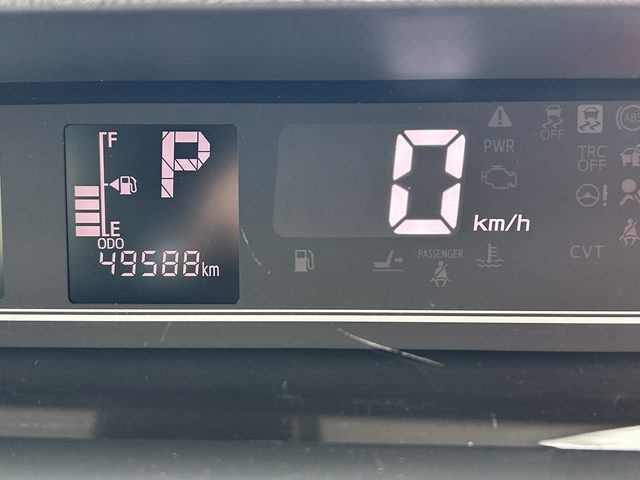 F
P
E
ODO
49588km
0 km/h
PWR
OFF
ABS
TRC
OFF
PASSENGER
CVT